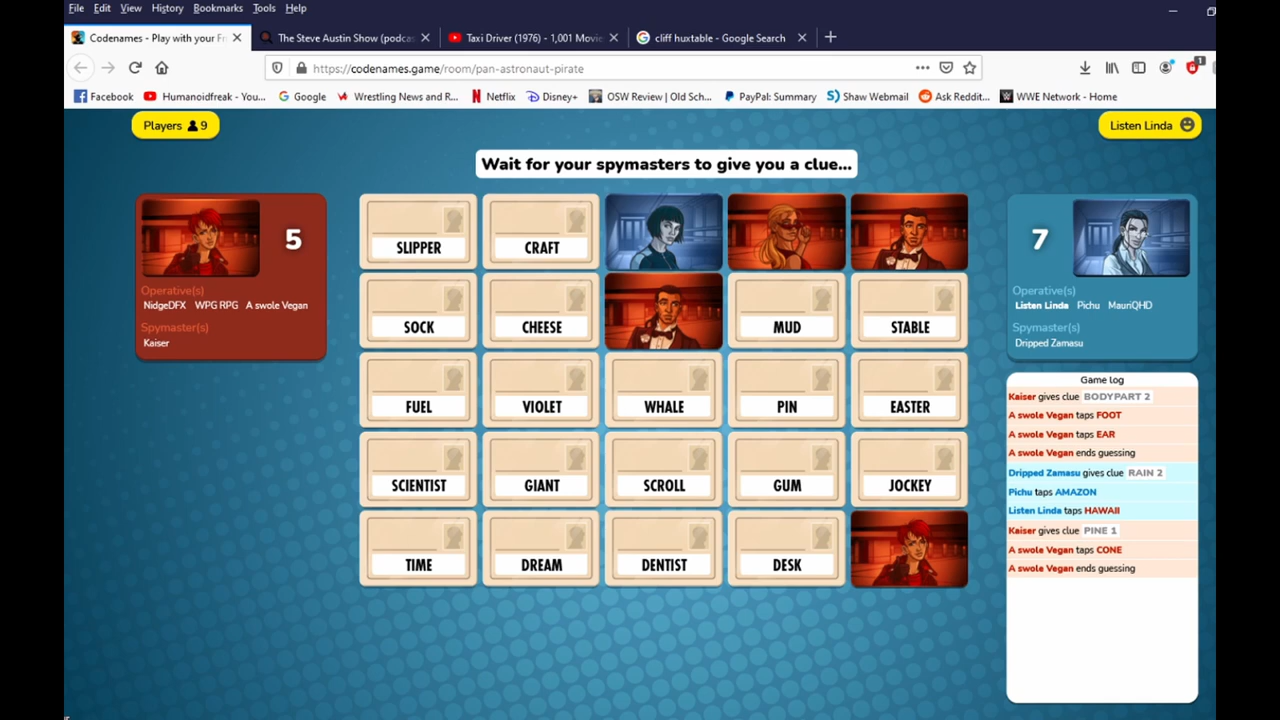 File Edit View History Bookmarks Tools Help
Codenames - Play with your Fr
The Steve Austin Show (podcas
Taxi Driver (1976) - 1,001 Movie
cliff huxtable - Google Search
https://codenames.game/room/pan-astronaut-pirate
1
Facebook
Humanoidfreak - You...
Google
Wrestling News and R...
Netflix
Disney+
OSW Review | Old Sch...
PayPal: Summary
Shaw Webmail
Ask Reddit...
WWE Network - Home
Players 9
Listen Linda
Wait for your spymasters to give you a clue...
5
Operative(s)
NidgeDFX WPG RPG A swole Vegan
Spymaster(s)
Kaiser
SLIPPER CRAFT
SOCK CHEESE MUD STABLE
FUEL VIOLET WHALE PIN EASTER
SCIENTIST GIANT SCROLL GUM JOCKEY
TIME DREAM DENTIST DESK
7
Operative(s)
Listen Linda Pichu MauriQHD
Spymaster(s)
Dripped Zamasu
Game log
Kaiser gives clue BODYPART 2
A swole Vegan taps FOOT
A swole Vegan taps EAR
A swole Vegan ends guessing
Dripped Zamasu gives clue RAIN 2
Pichu taps AMAZON
Listen Linda taps HAWAII
Kaiser gives clue PINE 1
A swole Vegan taps CONE
A swole Vegan ends guessing